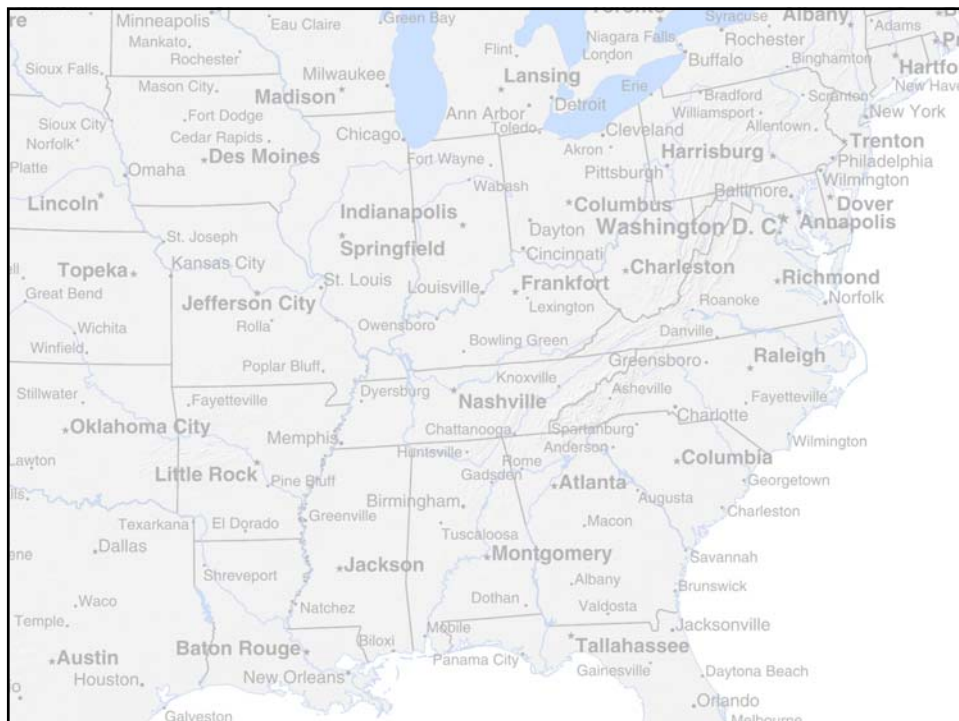 Minneapolis
Eau Claire
Green Bay
Toronto
Syracuse
Albany
Adams
Mankato
Rochester
Flint
Niagara Falls
London
Rochester
Buffalo
Binghamton
Sioux Falls
Mason City
Milwaukee
Lansing
Erie
Bradford
Scranton
New Have
Madison
Ann Arbor
Detroit
Williamsport
New York
Sioux City
Fort Dodge
Cedar Rapids
Chicago
Toledo
Cleveland
Allentown
Norfolk
Des Moines
Fort Wayne
Akron
Pittsburgh
Harrisburg
Trenton
Platte
Omaha
Philadelphia
Wilmington
Lincoln
Wabash
Baltimore
Dover
Indianapolis
Columbus
Annapolis
Dayton
Washington D. C.
St. Joseph
Springfield
Cincinnati
Topeka
Kansas City
St. Louis
Louisville
Frankfort
Charleston
Richmond
Great Bend
Jefferson City
Lexington
Roanoke
Norfolk
Wichita
Rolla
Owensboro
Winfield
Bowling Green
Danville
Poplar Bluff
Greensboro
Raleigh
Stillwater
Fayetteville
Dyersburg
Knoxville
Nashville
Asheville
Fayetteville
Charlotte
Oklahoma City
Memphis
Chattanooga
Spartanburg
Wilmington
Lawton
Huntsville
Rome
Anderson
Columbia
Little Rock
Pine Bluff
Gadsden
Atlanta
Georgetown
Birmingham
Augusta
Texarkana
El Dorado
Greenville
Charleston
Dallas
Tuscaloosa
Macon
Shreveport
Jackson
Montgomery
Savannah
Albany
Brunswick
Waco
Natchez
Dothan
Valdosta
Temple
Mobile
Jacksonville
Baton Rouge
Biloxi
Tallahassee
Austin
Panama City
Gainesville
Daytona Beach
Houston
New Orleans
Orlando
Galveston
Melbourne